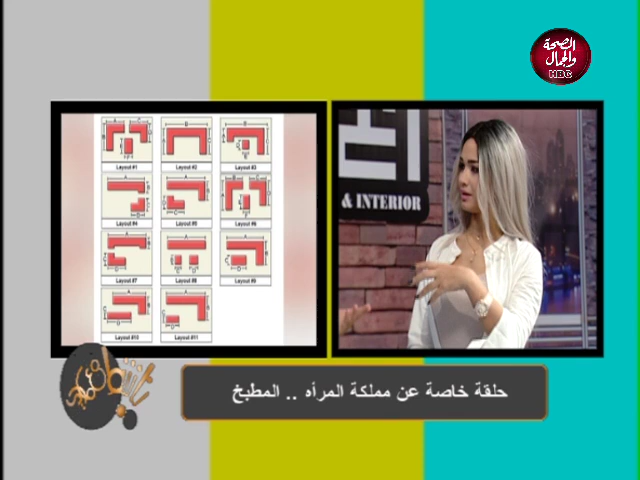 الصحة
والجمال
HBC
Layout #1
Layout #2
Layout #3
Layout #4
Layout #5
Layout #6
Layout #7
Layout #8
Layout #9
Layout #10
Layout #11
& INTERIOR
حلقة خاصة عن مملكة المرأه .. المطبخ